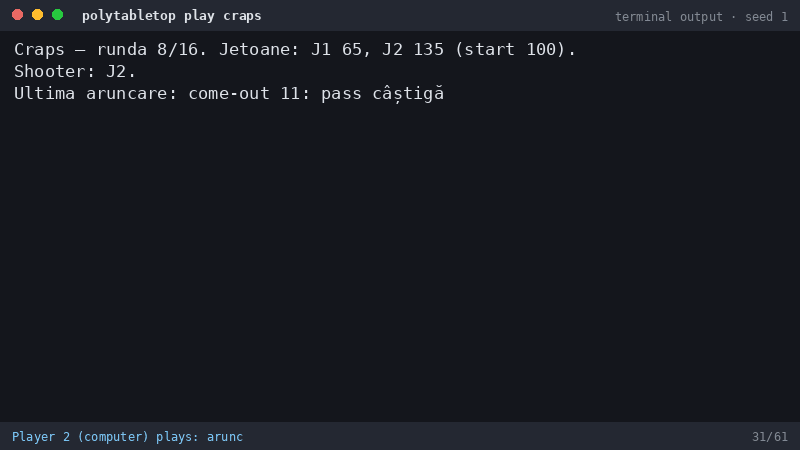 polytabletop play craps
terminal output · seed 1
Craps — runda 8/16. Jetoane: J1 65, J2 135 (start 100).
Shooter: J2.
Ultima aruncare: come-out 11: pass câștigă
Player 2 (computer) plays: arunc
31/61